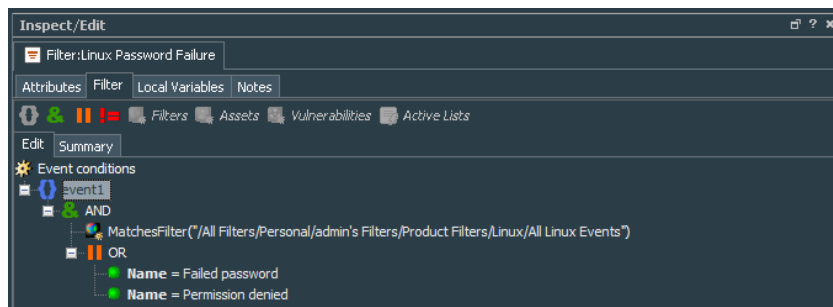 Inspect/Edit
Filter:Linux Password Failure
Attributes Filter Local Variables Notes
Filters Assets Vulnerabilities Active Lists
Edit Summary
Event conditions
event1
AND
MatchesFilter("/All Filters/Personal/admin's Filters/Product Filters/Linux/All Linux Events")
OR
Name = Failed password
Name = Permission denied